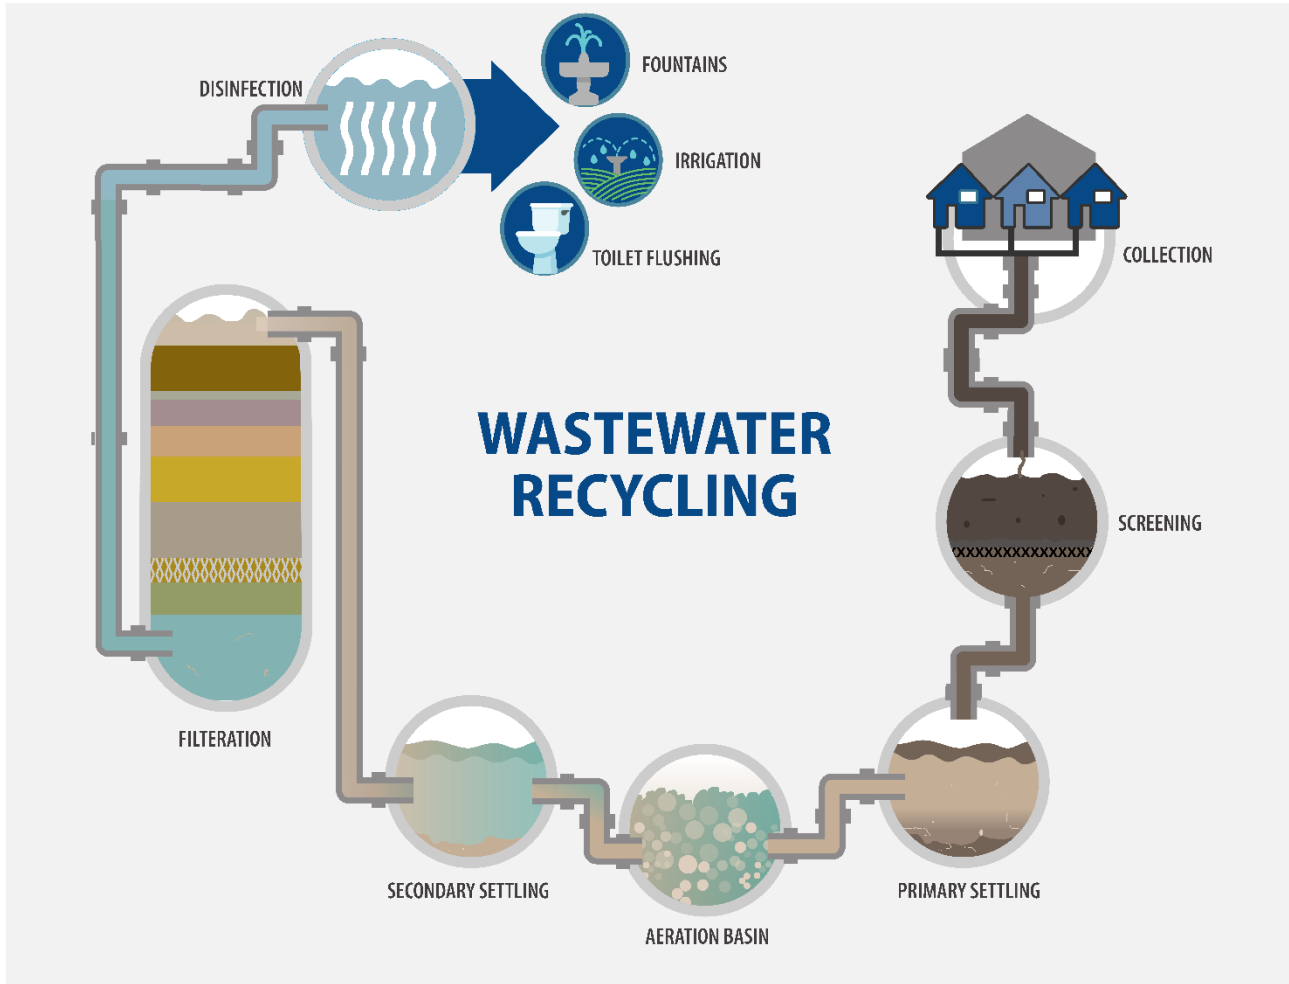 DISINFECTION
FOUNTAINS
IRRIGATION
TOILET FLUSHING
COLLECTION
WASTEWATER
RECYCLING
SCREENING
FILTERATION
SECONDARY SETTLING
PRIMARY SETTLING
AERATION BASIN